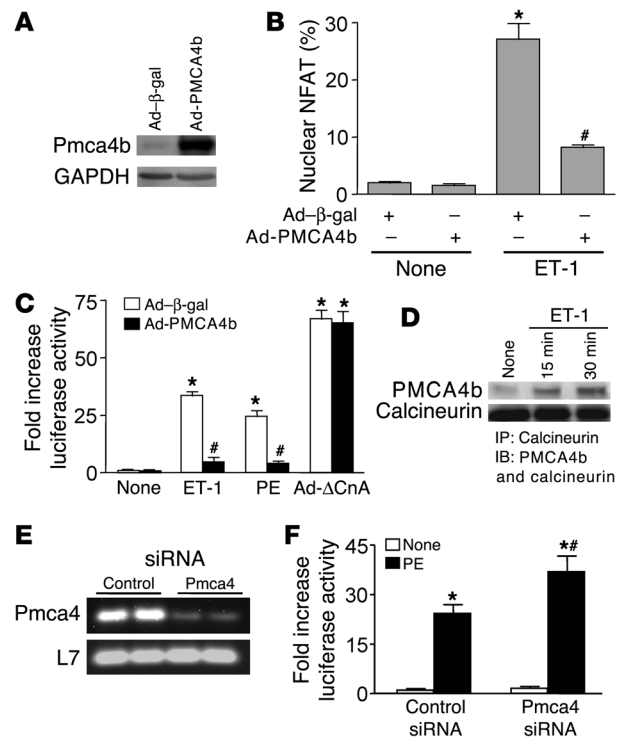 A
Ad–β-gal
Ad-PMCA4b
Pmca4b
GAPDH
B
Nuclear NFAT (%)
30
20
10
0
Ad–β-gal + – + –
Ad-PMCA4b – + – +
None ET-1
C
Fold increase
luciferase activity
75
50
25
0
Ad–β-gal
Ad-PMCA4b
* # * # * *
None ET-1 PE Ad-ΔCnA
D
ET-1
None
15 min
30 min
PMCA4b
Calcineurin
IP: Calcineurin
IB: PMCA4b
and calcineurin
E
siRNA
Control Pmca4
Pmca4
L7
F
Fold increase
luciferase activity
45
30
15
0
None
PE
* *#
Control Pmca4
siRNA siRNA